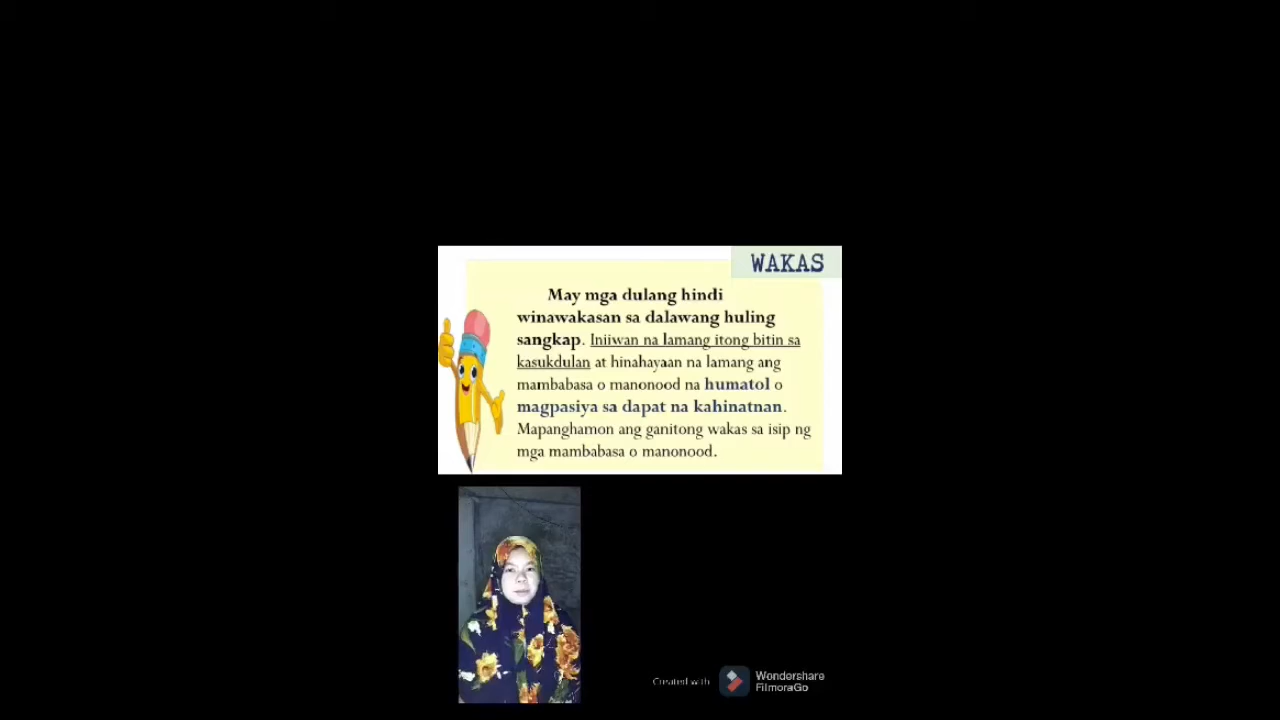 WAKAS
May mga dulang hindi
winawakasan sa dalawang huling
sangkap. Iniiwan na lamang itong bitin sa
kasukdulan at hinahayaan na lamang ang
mambabasa o manonood na humatol o
magpasiya sa dapat na kahinatnan.
Mapanghamon ang ganitong wakas sa isip ng
mga mambabasa o manonood.
Created with
Wondershare
FilmoraGo